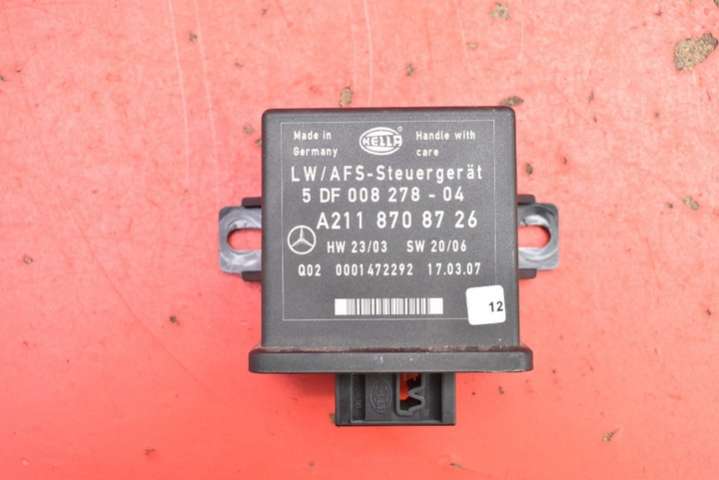 Made in
Germany
HELLA
®
Handle with
care
LW/AFS-Steuergerät
5 DF 008 278 - 04
A211 870 87 26
HW 23/03 SW 20/06
Q02 0001472292 17.03.07
12